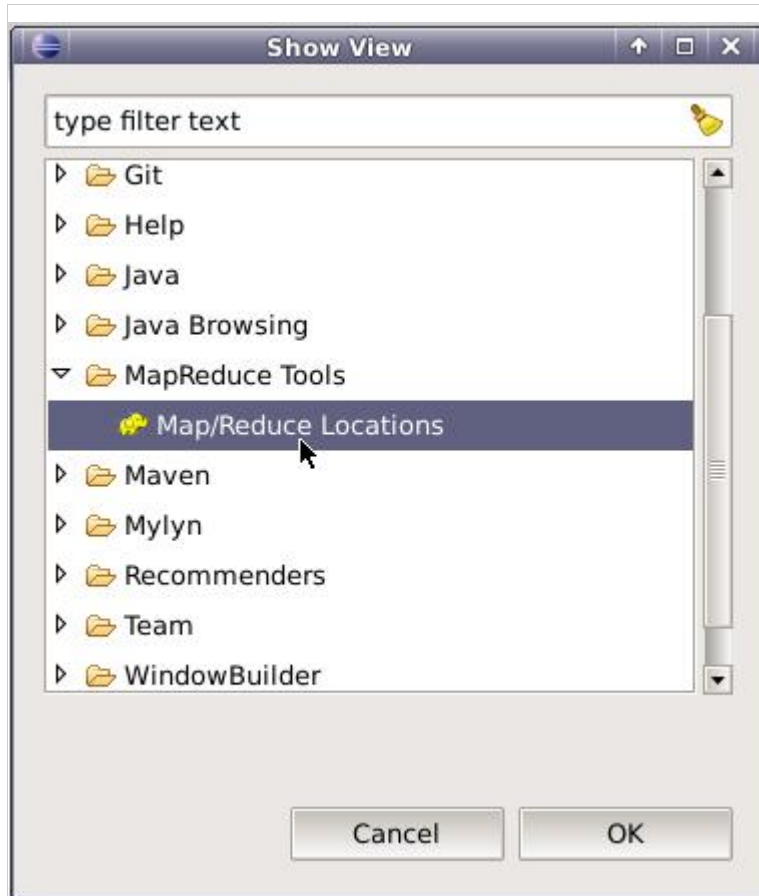 Show View
type filter text
Git
Help
Java
Java Browsing
MapReduce Tools
Map/Reduce Locations
Maven
Mylyn
Recommenders
Team
WindowBuilder
Cancel
OK